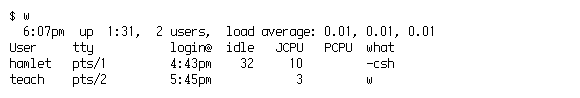 $ w
6:07pm up 1:31, 2 users, load average: 0.01, 0.01, 0.01
User tty login@ idle JCPU PCPU what
hamlet pts/1 4:43pm 32 10 -csh
teach pts/2 5:45pm 3 w